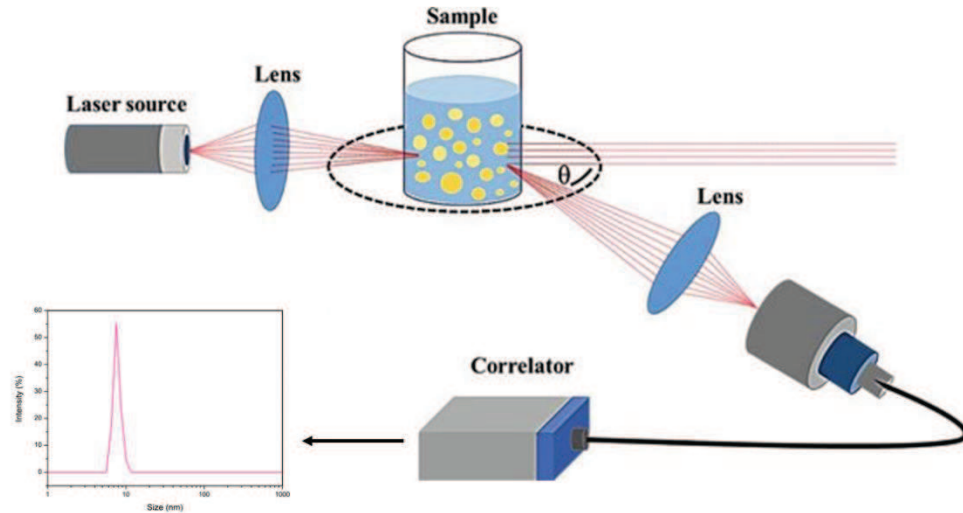 Sample
Lens
Laser source
θ
Lens
Correlator
60
50
40
30
20
10
0
Intensity (%)
1
10
100
1000
Size (nm)